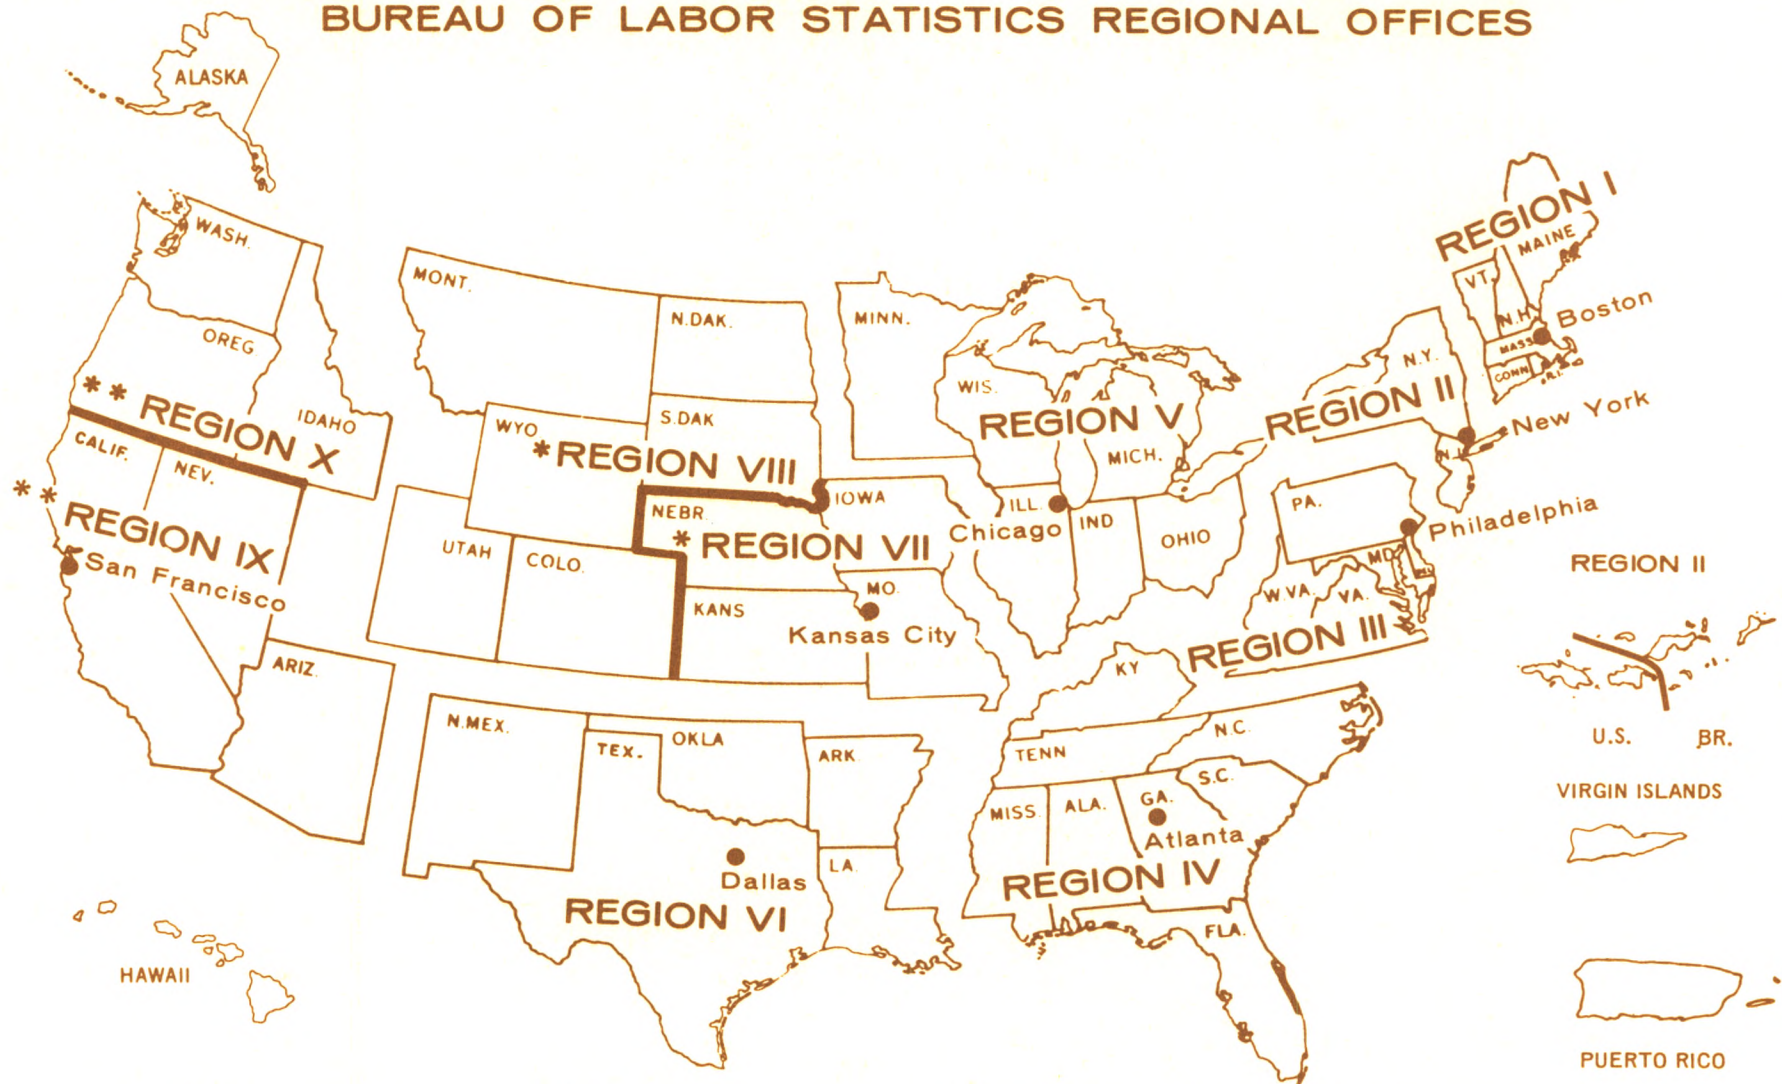 BUREAU OF LABOR STATISTICS REGIONAL OFFICES
ALASKA
WASH.
OREG.
IDAHO
** REGION X
CALIF.
NEV.
** REGION IX
San Francisco
ARIZ.
HAWAII
MONT.
N.DAK.
S.DAK
WYO
*REGION VIII
UTAH
COLO.
NEBR.
IOWA
* REGION VII
KANS
MO.
Kansas City
N.MEX.
TEX.
OKLA
ARK
LA.
Dallas
REGION VI
MINN.
WIS.
REGION V
MICH.
ILL.
Chicago
IND
OHIO
KY
TENN
N.C.
S.C.
MISS.
ALA.
GA.
Atlanta
REGION IV
FLA.
REGION I
MAINE
VT.
N.H.
Boston
MASS
CONN
R.I.
N.Y.
REGION II
New York
N.J.
PA.
Philadelphia
MD.
DEL
W.VA.
VA.
REGION III
REGION II
U.S.
BR.
VIRGIN ISLANDS
PUERTO RICO